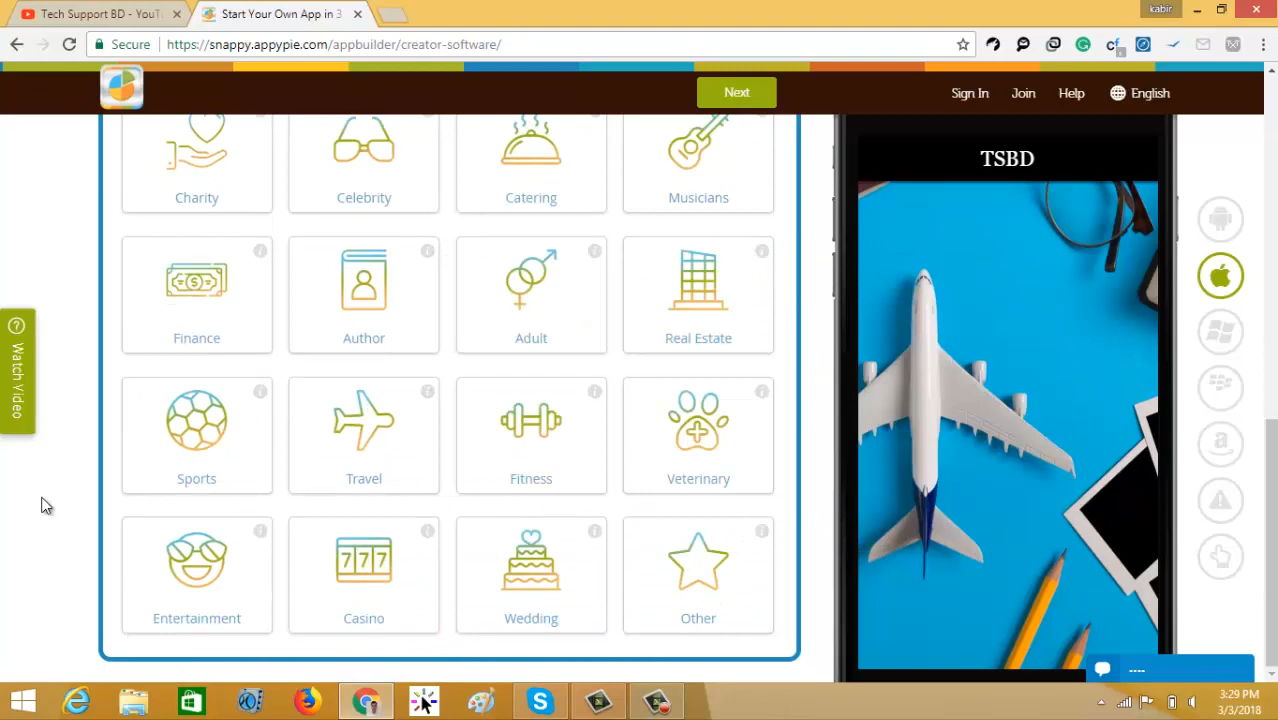 kabir
Tech Support BD - YouTu
Start Your Own App in 3
Secure
https://snappy.appypie.com/appbuilder/creator-software/
Next
Sign In
Join
Help
English
Charity
Celebrity
Catering
Musicians
TSBD
Finance
Author
Adult
Real Estate
Watch Video
Sports
Travel
Fitness
Veterinary
777
Entertainment
Casino
Wedding
Other
----
3:29 PM
3/3/2018